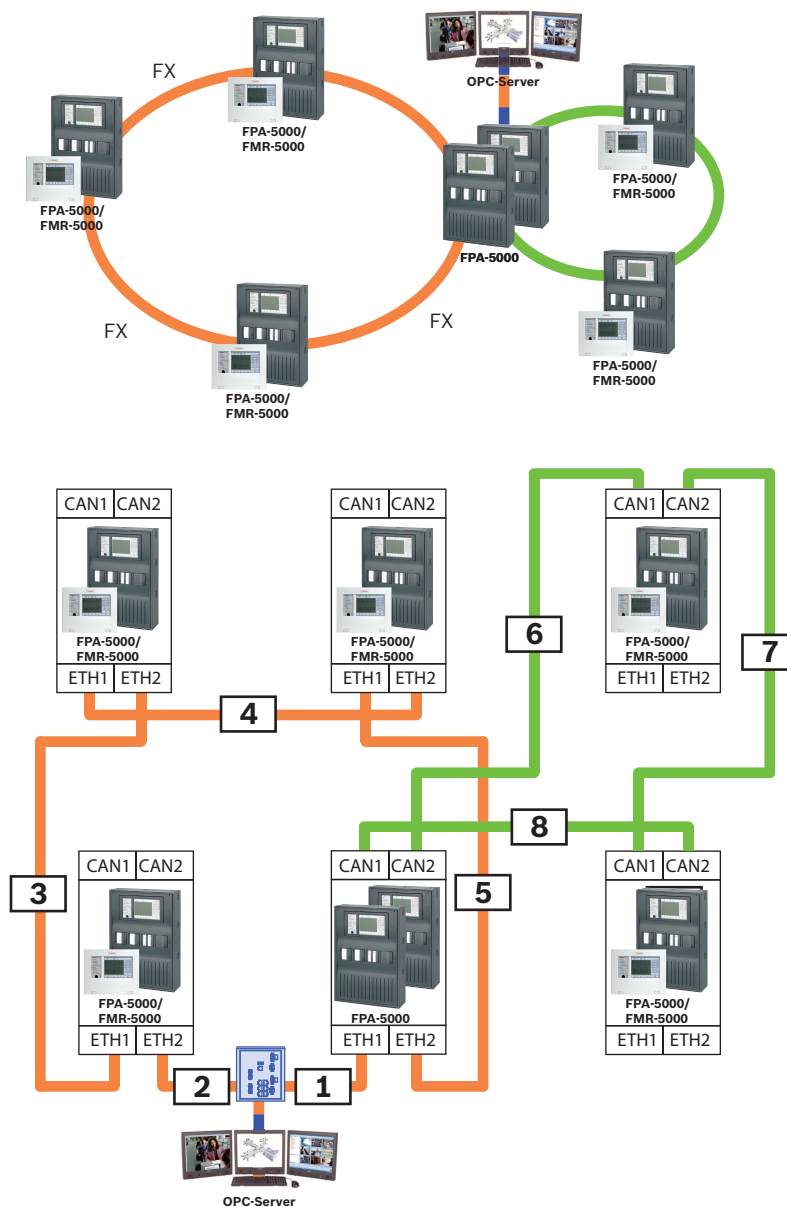 OPC-Server
FX
FPA-5000/
FMR-5000
FPA-5000/
FMR-5000
FPA-5000/
FMR-5000
FPA-5000
FX
FX
FPA-5000/
FMR-5000
FPA-5000/
FMR-5000
CAN1 CAN2
CAN1 CAN2
CAN1 CAN2
FPA-5000/
FMR-5000
FPA-5000/
FMR-5000
FPA-5000/
FMR-5000
6
7
ETH1 ETH2
ETH1 ETH2
ETH1 ETH2
4
8
CAN1 CAN2
CAN1 CAN2
CAN1 CAN2
3
5
FPA-5000/
FMR-5000
FPA-5000
FPA-5000/
FMR-5000
ETH1 ETH2
ETH1 ETH2
ETH1 ETH2
2
1
OPC-Server